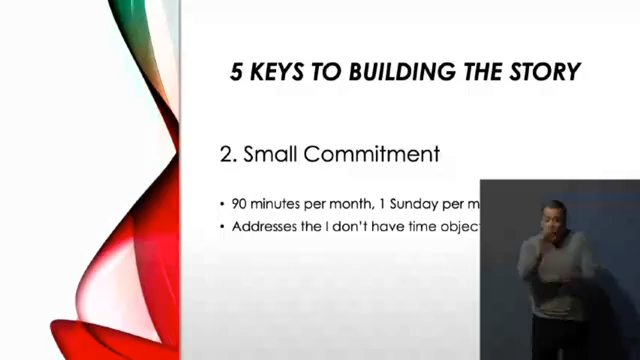 5 KEYS TO BUILDING THE STORY
2. Small Commitment
• 90 minutes per month, 1 Sunday per m
• Addresses the I don't have time objec